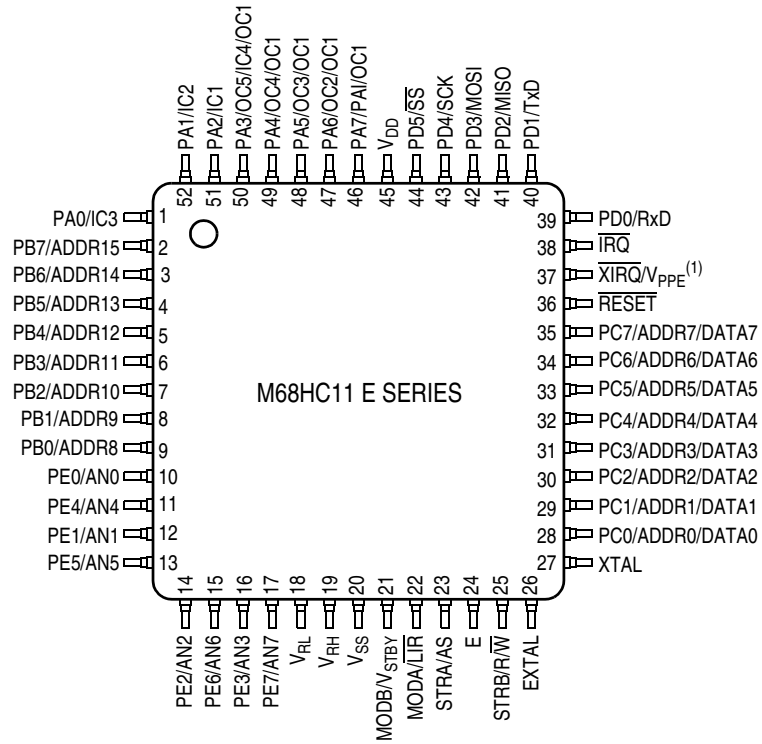 PA1/IC2
PA2/IC1
PA3/OC5/IC4/OC1
PA4/OC4/OC1
PA5/OC3/OC1
PA6/OC2/OC1
PA7/PAI/OC1
VDD
PD5/S̅S̅
PD4/SCK
PD3/MOSI
PD2/MISO
PD1/TxD
52
51
50
49
48
47
46
45
44
43
42
41
40
PA0/IC3 1
PB7/ADDR15 2
PB6/ADDR14 3
PB5/ADDR13 4
PB4/ADDR12 5
PB3/ADDR11 6
PB2/ADDR10 7
PB1/ADDR9 8
PB0/ADDR8 9
PE0/AN0 10
PE4/AN4 11
PE1/AN1 12
PE5/AN5 13
M68HC11 E SERIES
39 PD0/RxD
38 I̅R̅Q̅
37 X̅I̅R̅Q̅/VPPE(1)
36 R̅E̅S̅E̅T̅
35 PC7/ADDR7/DATA7
34 PC6/ADDR6/DATA6
33 PC5/ADDR5/DATA5
32 PC4/ADDR4/DATA4
31 PC3/ADDR3/DATA3
30 PC2/ADDR2/DATA2
29 PC1/ADDR1/DATA1
28 PC0/ADDR0/DATA0
27 XTAL
14
15
16
17
18
19
20
21
22
23
24
25
26
PE2/AN2
PE6/AN6
PE3/AN3
PE7/AN7
VRL
VRH
VSS
MODB/VSTBY
MODA/L̅I̅R̅
STRA/AS
E
STRB/R/W̅
EXTAL